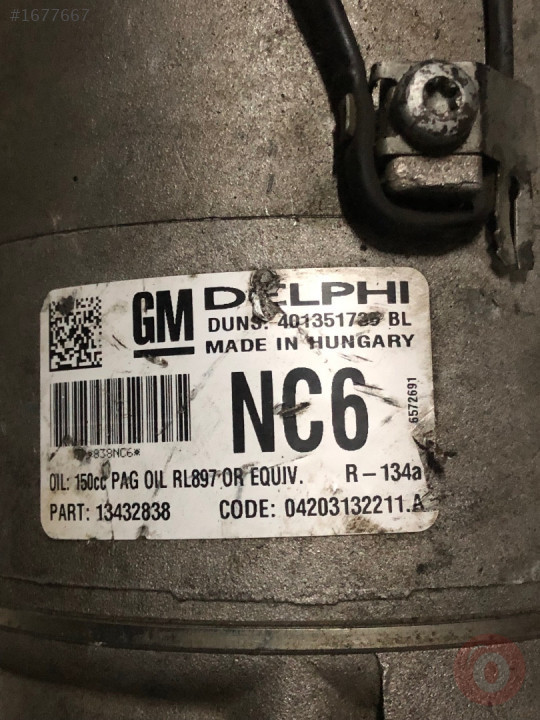 #1677667
GM DELPHI
DUNS: 401351735 BL
MADE IN HUNGARY
NC6
6572691
*838NC6*
OIL: 150cc PAG OIL RL897 OR EQUIV. R-134a
PART: 13432838 CODE: 04203132211.A